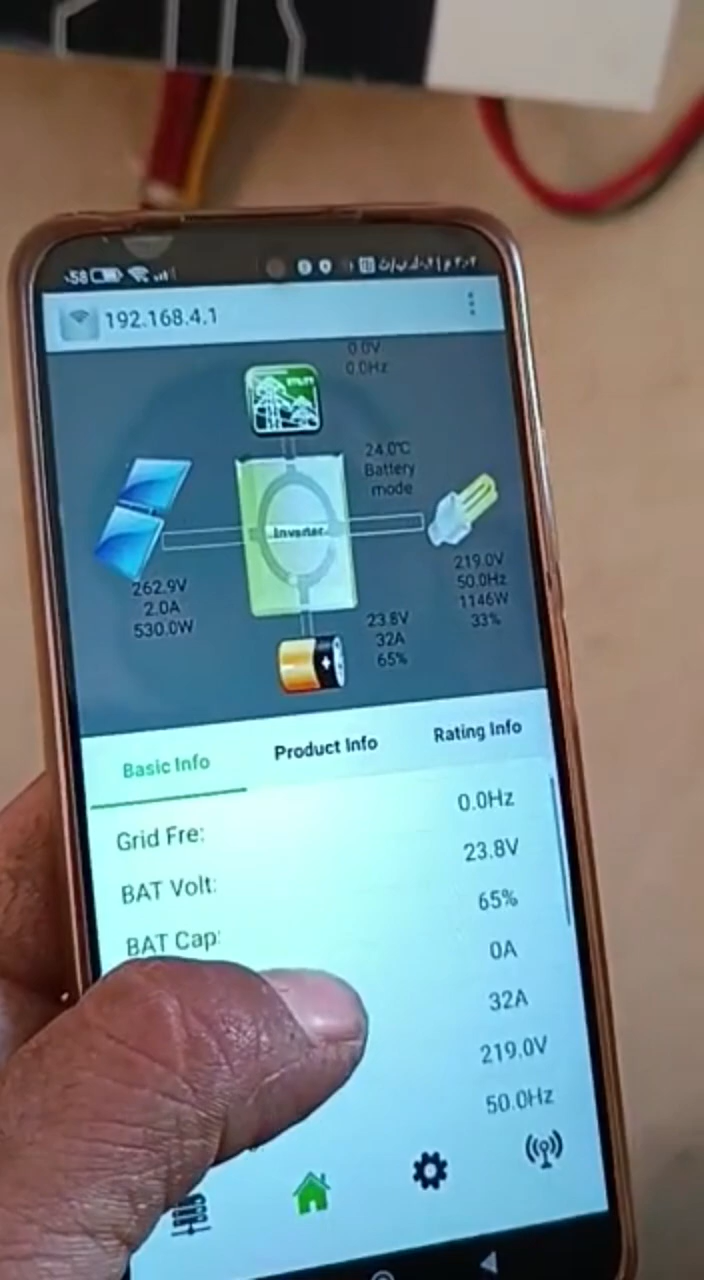 58
192.168.4.1
0.0V
0.0Hz
24.0℃
Battery
mode
Inverter
262.9V
2.0A
530.0W
219.0V
50.0Hz
1146W
33%
23.8V
32A
65%
Basic Info
Product Info
Rating Info
Grid Fre:
0.0Hz
BAT Volt:
23.8V
BAT Cap:
65%
0A
32A
219.0V
50.0Hz